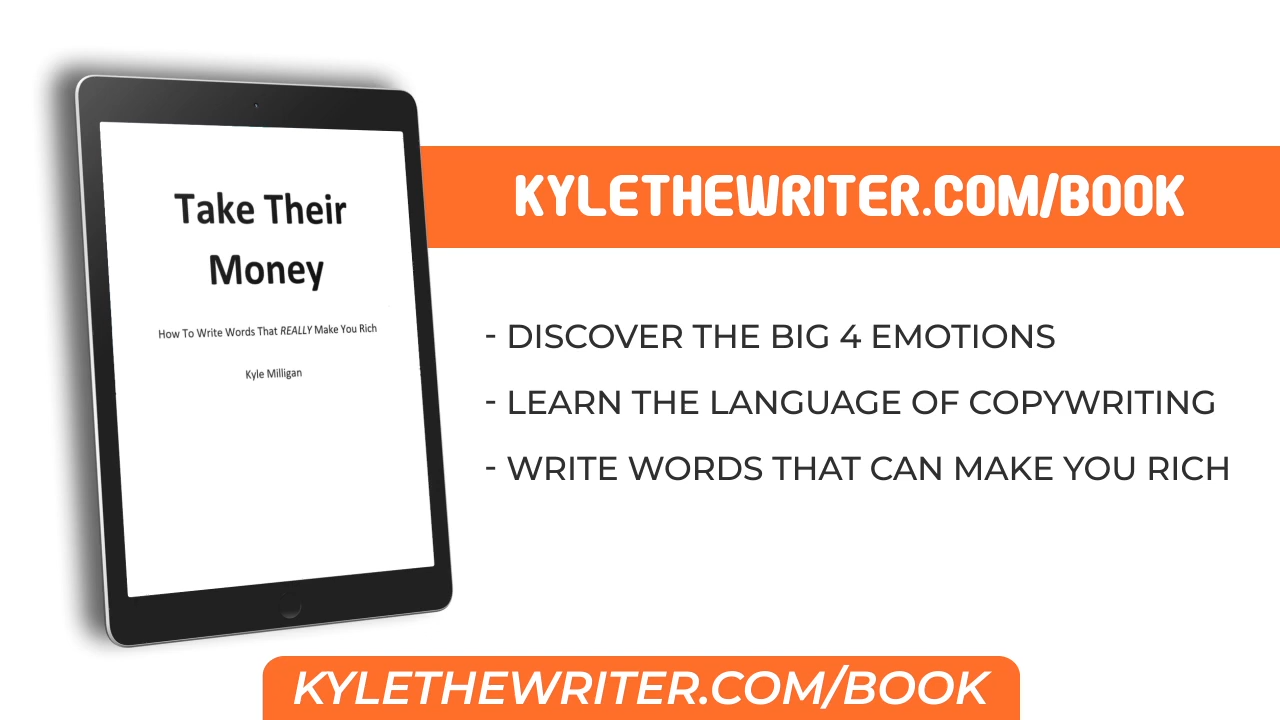 Take Their
Money
How To Write Words That REALLY Make You Rich
Kyle Milligan
KYLETHEWRITER.COM/BOOK
- DISCOVER THE BIG 4 EMOTIONS
- LEARN THE LANGUAGE OF COPYWRITING
- WRITE WORDS THAT CAN MAKE YOU RICH
KYLETHEWRITER.COM/BOOK